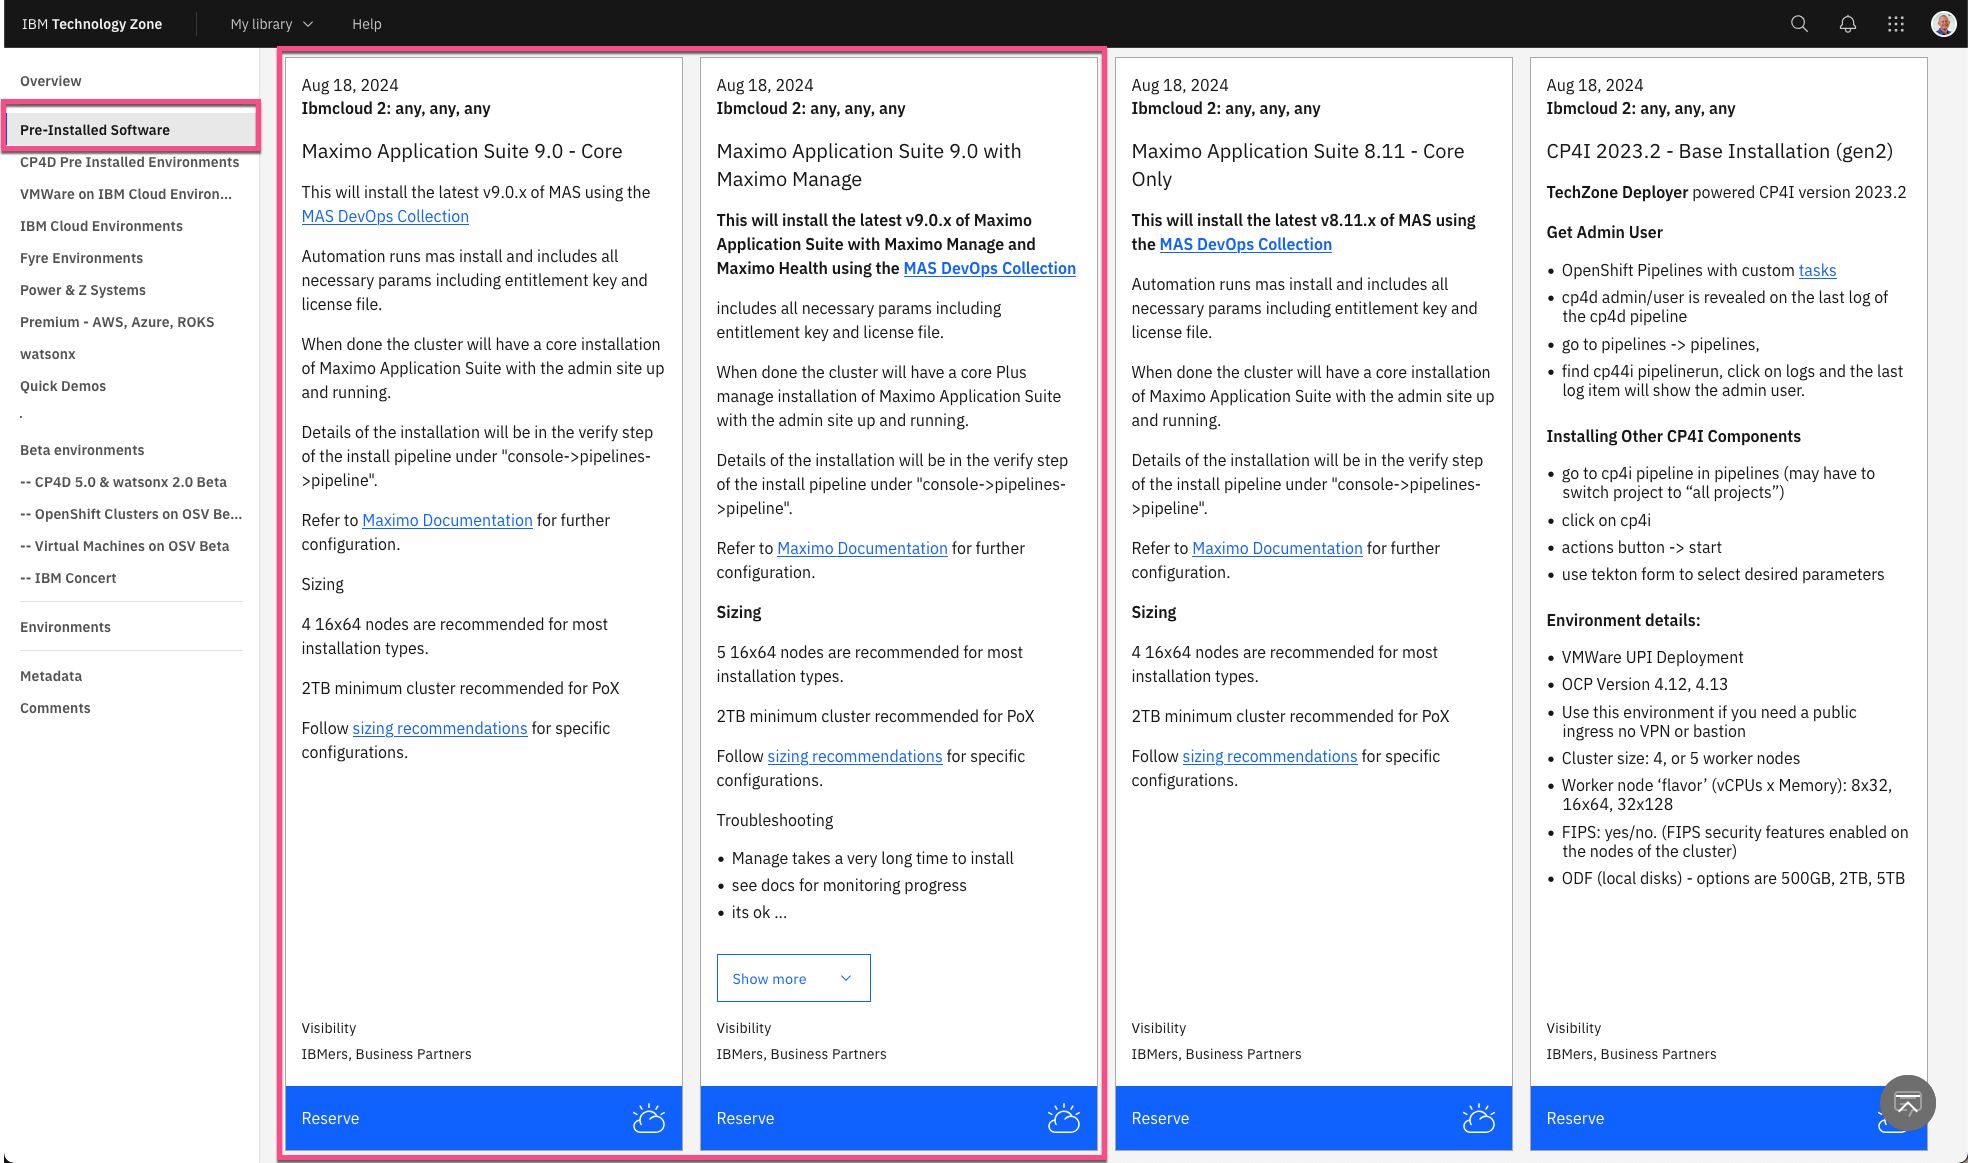 IBM Technology Zone
My library
Help
Overview
Pre-Installed Software
CP4D Pre Installed Environments
VMWare on IBM Cloud Environ...
IBM Cloud Environments
Fyre Environments
Power & Z Systems
Premium - AWS, Azure, ROKS
watsonx
Quick Demos
.
Beta environments
-- CP4D 5.0 & watsonx 2.0 Beta
-- OpenShift Clusters on OSV Be...
-- Virtual Machines on OSV Beta
-- IBM Concert
Environments
Metadata
Comments
Aug 18, 2024
Ibmcloud 2: any, any, any
Maximo Application Suite 9.0 - Core
This will install the latest v9.0.x of MAS using the
MAS DevOps Collection
Automation runs mas install and includes all
necessary params including entitlement key and
license file.
When done the cluster will have a core installation
of Maximo Application Suite with the admin site up
and running.
Details of the installation will be in the verify step
of the install pipeline under "console->pipelines-
>pipeline".
Refer to Maximo Documentation for further
configuration.
Sizing
4 16x64 nodes are recommended for most
installation types.
2TB minimum cluster recommended for PoX
Follow sizing recommendations for specific
configurations.
Visibility
IBMers, Business Partners
Reserve
Aug 18, 2024
Ibmcloud 2: any, any, any
Maximo Application Suite 9.0 with
Maximo Manage
This will install the latest v9.0.x of Maximo
Application Suite with Maximo Manage and
Maximo Health using the MAS DevOps Collection
includes all necessary params including
entitlement key and license file.
When done the cluster will have a core Plus
manage installation of Maximo Application Suite
with the admin site up and running.
Details of the installation will be in the verify step
of the install pipeline under "console->pipelines-
>pipeline".
Refer to Maximo Documentation for further
configuration.
Sizing
5 16x64 nodes are recommended for most
installation types.
2TB minimum cluster recommended for PoX
Follow sizing recommendations for specific
configurations.
Troubleshooting
• Manage takes a very long time to install
• see docs for monitoring progress
• its ok ...
Show more
Visibility
IBMers, Business Partners
Reserve
Aug 18, 2024
Ibmcloud 2: any, any, any
Maximo Application Suite 8.11 - Core
Only
This will install the latest v8.11.x of MAS using
the MAS DevOps Collection
Automation runs mas install and includes all
necessary params including entitlement key and
license file.
When done the cluster will have a core installation
of Maximo Application Suite with the admin site up
and running.
Details of the installation will be in the verify step
of the install pipeline under "console->pipelines-
>pipeline".
Refer to Maximo Documentation for further
configuration.
Sizing
4 16x64 nodes are recommended for most
installation types.
2TB minimum cluster recommended for PoX
Follow sizing recommendations for specific
configurations.
Visibility
IBMers, Business Partners
Reserve
Aug 18, 2024
Ibmcloud 2: any, any, any
CP4I 2023.2 - Base Installation (gen2)
TechZone Deployer powered CP4I version 2023.2
Get Admin User
• OpenShift Pipelines with custom tasks
• cp4d admin/user is revealed on the last log of
the cp4d pipeline
• go to pipelines -> pipelines,
• find cp44i pipelinerun, click on logs and the last
log item will show the admin user.
Installing Other CP4I Components
• go to cp4i pipeline in pipelines (may have to
switch project to “all projects”)
• click on cp4i
• actions button -> start
• use tekton form to select desired parameters
Environment details:
• VMWare UPI Deployment
• OCP Version 4.12, 4.13
• Use this environment if you need a public
ingress no VPN or bastion
• Cluster size: 4, or 5 worker nodes
• Worker node ‘flavor’ (vCPUs x Memory): 8x32,
16x64, 32x128
• FIPS: yes/no. (FIPS security features enabled on
the nodes of the cluster)
• ODF (local disks) - options are 500GB, 2TB, 5TB
Visibility
IBMers, Business Partners
Reserve